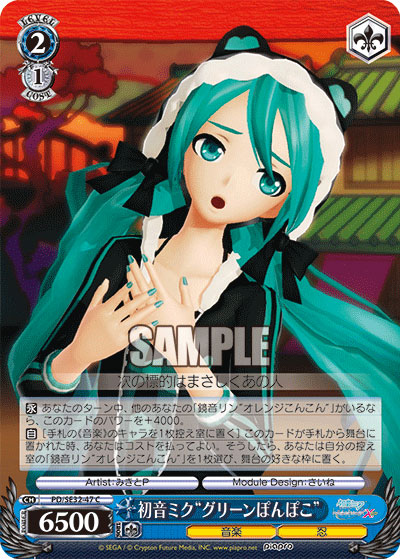 LEVEL
2
1
COST
SAMPLE
次の標的はまさしくあの人
永 あなたのターン中、他のあなたの「鏡音リン“オレンジこんこん”」がいるなら、このカードのパワーを+4000。
自 [手札の《音楽》のキャラを1枚控え室に置く] このカードが手札から舞台に置かれた時、あなたはコストを払ってよい。そうしたら、あなたは自分の控え室の「鏡音リン“オレンジこんこん”」を1枚選び、舞台の好きな枠に置く。
Artist:みさとP
Module Design:さいね
CH
PD/SE32-47 C
6500
初音ミク“グリーンぽんぽこ”
音楽
忍
© SEGA / © Crypton Future Media, INC. www.piapro.net
piapro